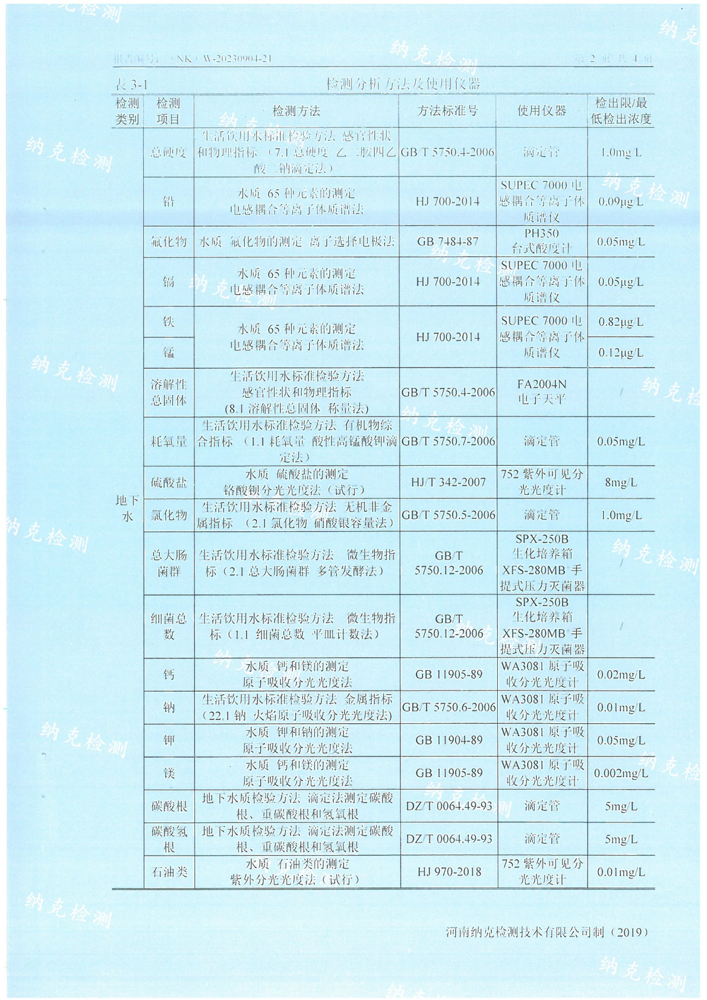 报告编号：（NK）W-20230904-21 第 2 页 共 4 页
表 3-1 检测分析方法及使用仪器
检测类别 检测项目 检测方法 方法标准号 使用仪器 检出限/最低检出浓度
地下水
总硬度 生活饮用水标准检验方法 感官性状和物理指标 （7.1 总硬度 乙二胺四乙酸二钠滴定法） GB/T 5750.4-2006 滴定管 1.0mg/L
铅 水质 65 种元素的测定 电感耦合等离子体质谱法 HJ 700-2014 SUPEC 7000 电感耦合等离子体质谱仪 0.09μg/L
氟化物 水质 氟化物的测定 离子选择电极法 GB 7484-87 PH350 台式酸度计 0.05mg/L
镉 水质 65 种元素的测定 电感耦合等离子体质谱法 HJ 700-2014 SUPEC 7000 电感耦合等离子体质谱仪 0.05μg/L
铁 水质 65 种元素的测定 电感耦合等离子体质谱法 HJ 700-2014 SUPEC 7000 电感耦合等离子体质谱仪 0.82μg/L
锰 0.12μg/L
溶解性总固体 生活饮用水标准检验方法 感官性状和物理指标 (8.1 溶解性总固体 称量法) GB/T 5750.4-2006 FA2004N 电子天平 /
耗氧量 生活饮用水标准检验方法 有机物综合指标 （1.1 耗氧量 酸性高锰酸钾滴定法） GB/T 5750.7-2006 滴定管 0.05mg/L
硫酸盐 水质 硫酸盐的测定 铬酸钡分光光度法（试行） HJ/T 342-2007 752 紫外可见分光光度计 8mg/L
氯化物 生活饮用水标准检验方法 无机非金属指标 （2.1 氯化物 硝酸银容量法） GB/T 5750.5-2006 滴定管 1.0mg/L
总大肠菌群 生活饮用水标准检验方法 微生物指标（2.1 总大肠菌群 多管发酵法） GB/T 5750.12-2006 SPX-250B 生化培养箱 XFS-280MB 手提式压力灭菌器 /
细菌总数 生活饮用水标准检验方法 微生物指标（1.1 细菌总数 平皿计数法） GB/T 5750.12-2006 SPX-250B 生化培养箱 XFS-280MB 手提式压力灭菌器 /
钙 水质 钙和镁的测定 原子吸收分光光度法 GB 11905-89 WA3081 原子吸收分光光度计 0.02mg/L
钠 生活饮用水标准检验方法 金属指标（22.1 钠 火焰原子吸收分光光度法) GB/T 5750.6-2006 WA3081 原子吸收分光光度计 0.01mg/L
钾 水质 钾和钠的测定 原子吸收分光光度法 GB 11904-89 WA3081 原子吸收分光光度计 0.05mg/L
镁 水质 钙和镁的测定 原子吸收分光光度法 GB 11905-89 WA3081 原子吸收分光光度计 0.002mg/L
碳酸根 地下水质检验方法 滴定法测定碳酸根、重碳酸根和氢氧根 DZ/T 0064.49-93 滴定管 5mg/L
碳酸氢根 地下水质检验方法 滴定法测定碳酸根、重碳酸根和氢氧根 DZ/T 0064.49-93 滴定管 5mg/L
石油类 水质 石油类的测定 紫外分光光度法（试行） HJ 970-2018 752 紫外可见分光光度计 0.01mg/L
河南纳克检测技术有限公司制（2019）
纳克检测